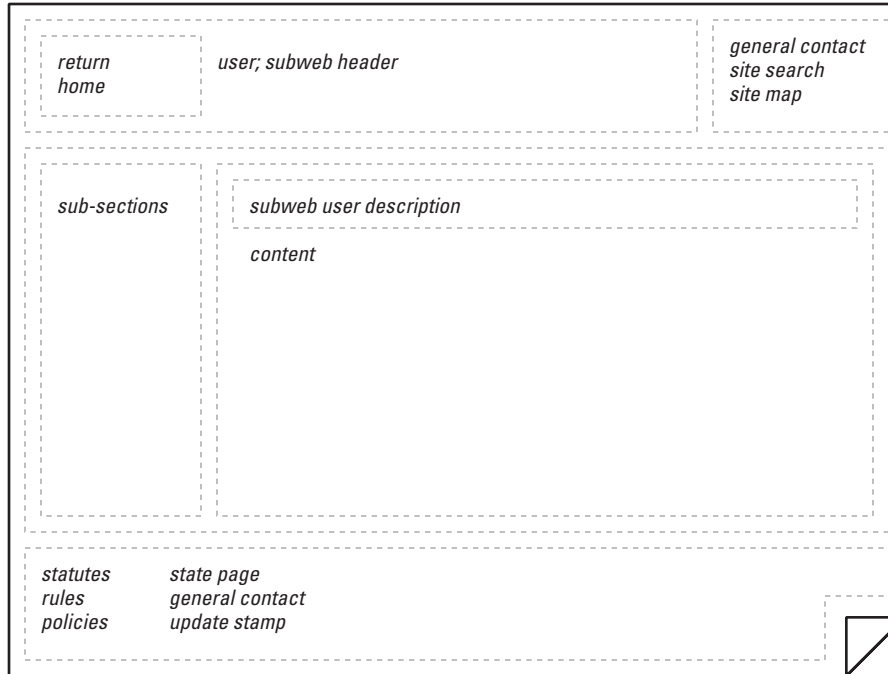 return
home
user; subweb header
general contact
site search
site map
sub-sections
subweb user description
content
statutes
rules
policies
state page
general contact
update stamp